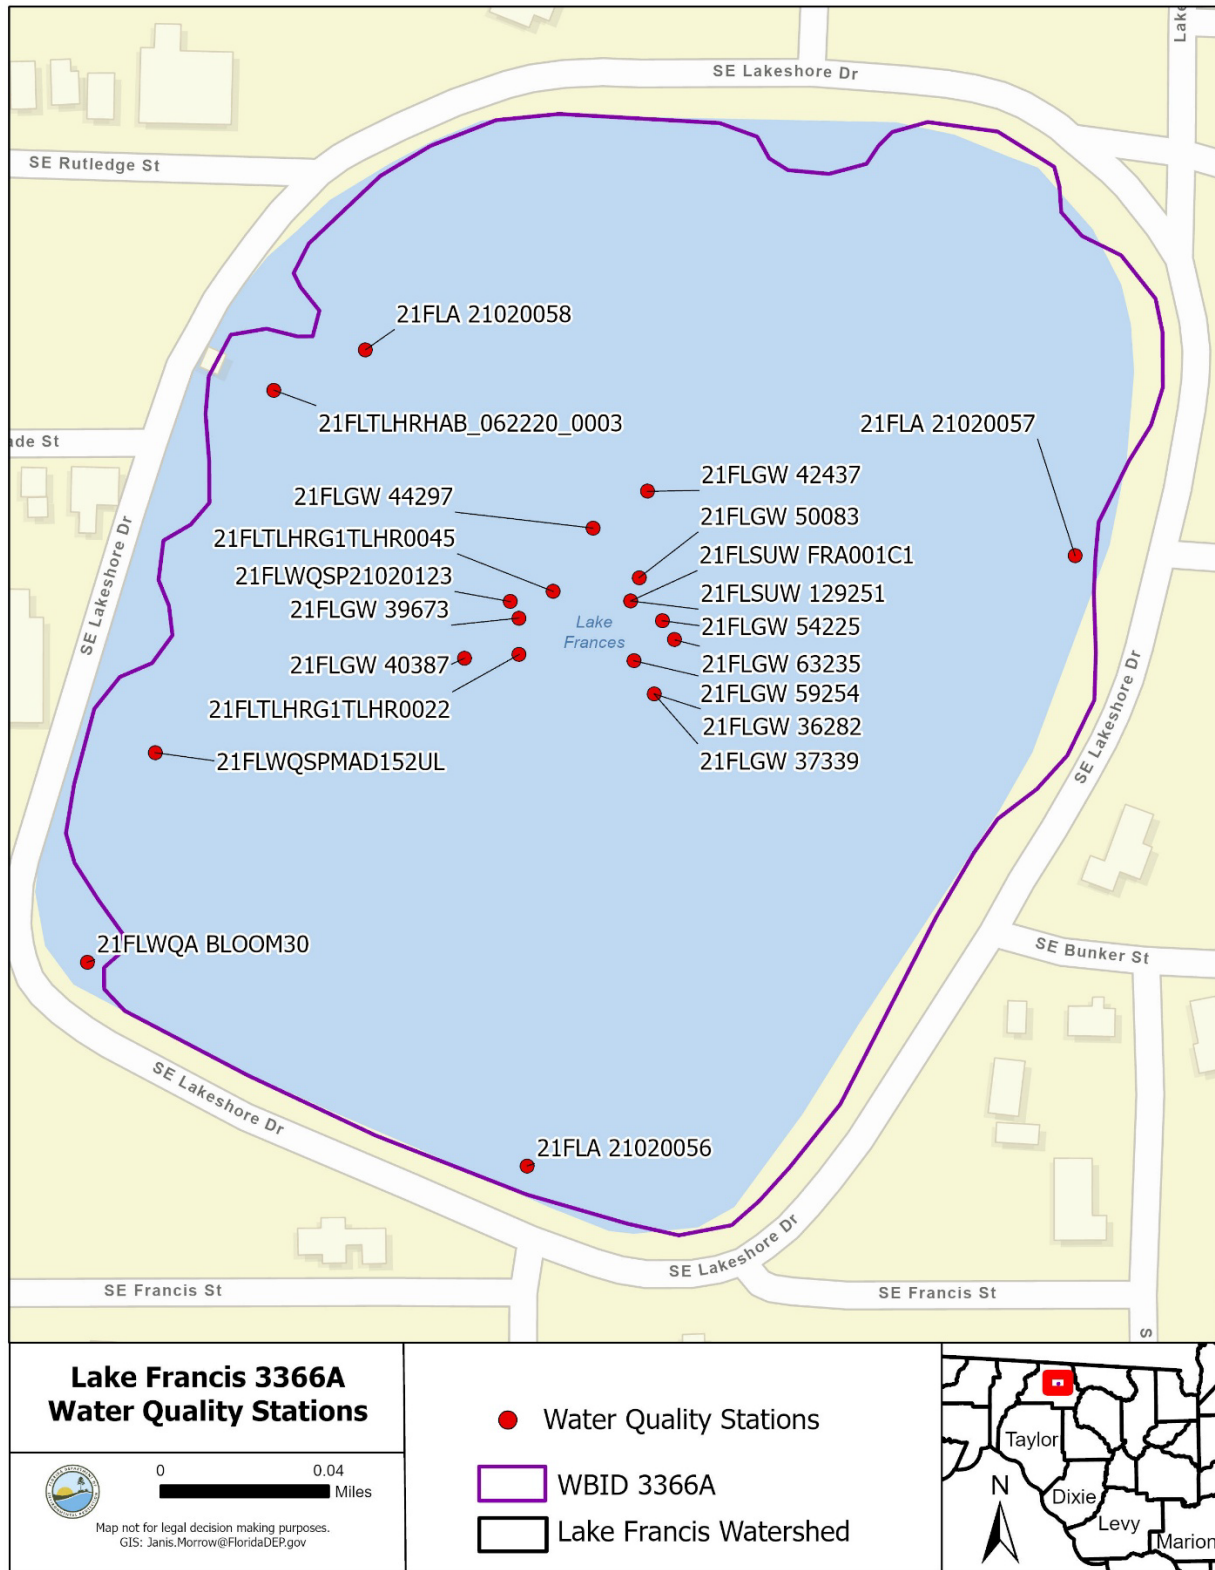 SE Lakeshore Dr
Lake
SE Rutledge St
21FLA 21020058
21FLTLHRHAB_062220_0003
21FLA 21020057
ade St
21FLGW 42437
21FLGW 44297
21FLGW 50083
21FLTLHRG1TLHR0045
21FLSUW FRA001C1
21FLWQSP21020123
21FLSUW 129251
21FLGW 39673
21FLGW 54225
Lake
Frances
21FLGW 40387
21FLGW 63235
21FLGW 59254
21FLTLHRG1TLHR0022
21FLGW 36282
21FLGW 37339
21FLWQSPMAD152UL
SE Lakeshore Dr
SE Lakeshore Dr
21FLWQA BLOOM30
SE Bunker St
SE Lakeshore Dr
21FLA 21020056
SE Lakeshore Dr
SE Francis St
SE Francis St
S
Lake Francis 3366A
Water Quality Stations
0 0.04
Miles
Map not for legal decision making purposes.
GIS: Janis.Morrow@FloridaDEP.gov
Water Quality Stations
WBID 3366A
Lake Francis Watershed
Taylor
Dixie
Levy
Marion
N